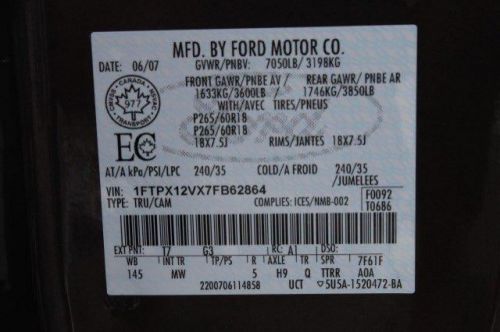 MFD. BY FORD MOTOR CO.
DATE: 06/07 GVWR/PNBV: 7050LB/ 3198KG
FRONT GAWR/PNBE AV/ REAR GAWR/ PNBE AR
1633KG/3600LB 1746KG/3850LB
WITH/AVEC TIRES/PNEUS
P265/60R18
P265/60R18
18X7.5J RIMS/JANTES 18X7.5J
CANADA
977
TRANSPORT
EC
AT/A kPa/PSI/LPC 240/35 COLD/A FROID 240/35
/JUMELEES
VIN: 1FTPX12VX7FB62864
TYPE: TRU/CAM COMPLIES: ICES/NMB-002
F0092
T0686
EXT PNT: T7 G3 RC: A1 DSO:
WB INT TR TP/PS R AXLE TR SPR 7F61F
145 MW 5 H9 Q TTRR A0A
2200706114858 UCT 5U5A-1520472-BA